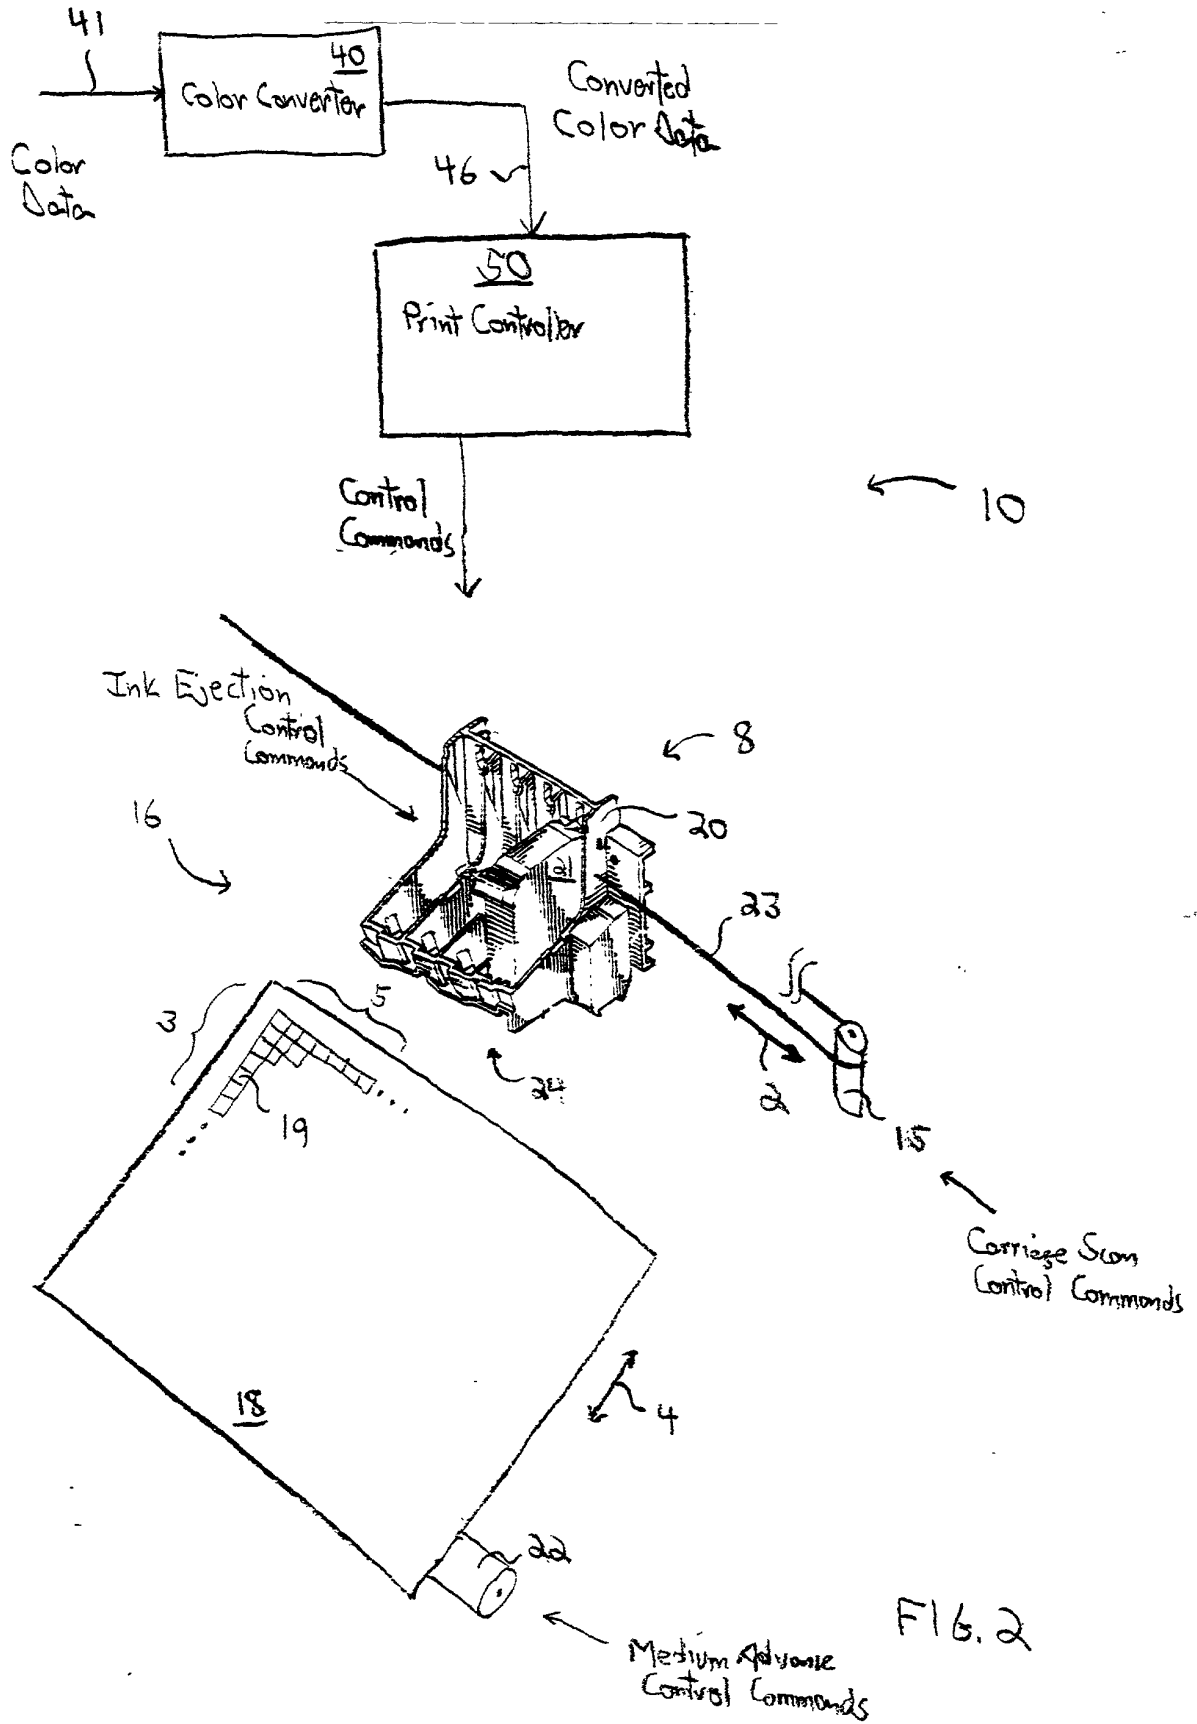 41
40
Color Converter
Converted
Color Data
46
Color
Data
50
Print Controller
Control
Commands
10
Ink Ejection
Control
Commands
8
20
16
23
3
5
2
24
19
15
Carriage Scan
Control Commands
18
4
22
FIG. 2
Medium Advance
Control Commands